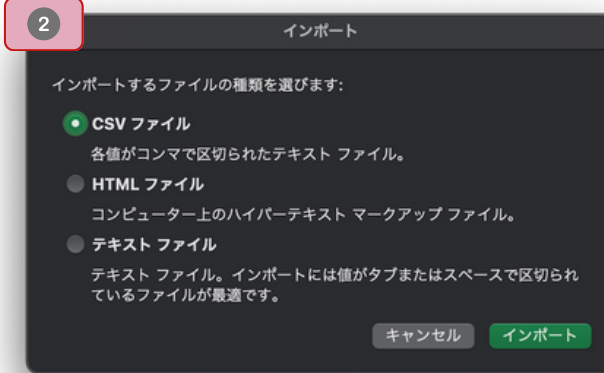 2
インポート
インポートするファイルの種類を選びます:
CSV ファイル
各値がコンマで区切られたテキスト ファイル。
HTML ファイル
コンピューター上のハイパーテキスト マークアップ ファイル。
テキスト ファイル
テキスト ファイル。インポートには値がタブまたはスペースで区切られ
ているファイルが最適です。
キャンセル インポート